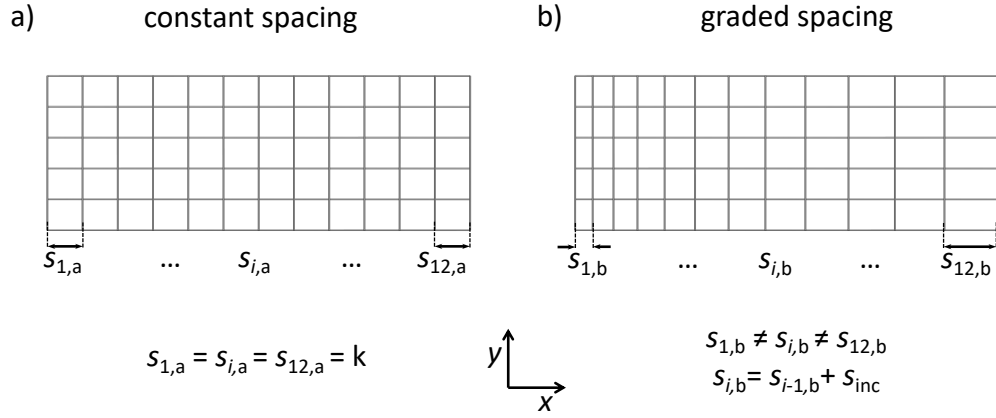 a) constant spacing
b) graded spacing
s1,a ... si,a ... s12,a
s1,b ... si,b ... s12,b
s1,a = si,a = s12,a = k
y
x
s1,b ≠ si,b ≠ s12,b
si,b= si-1,b+ sinc